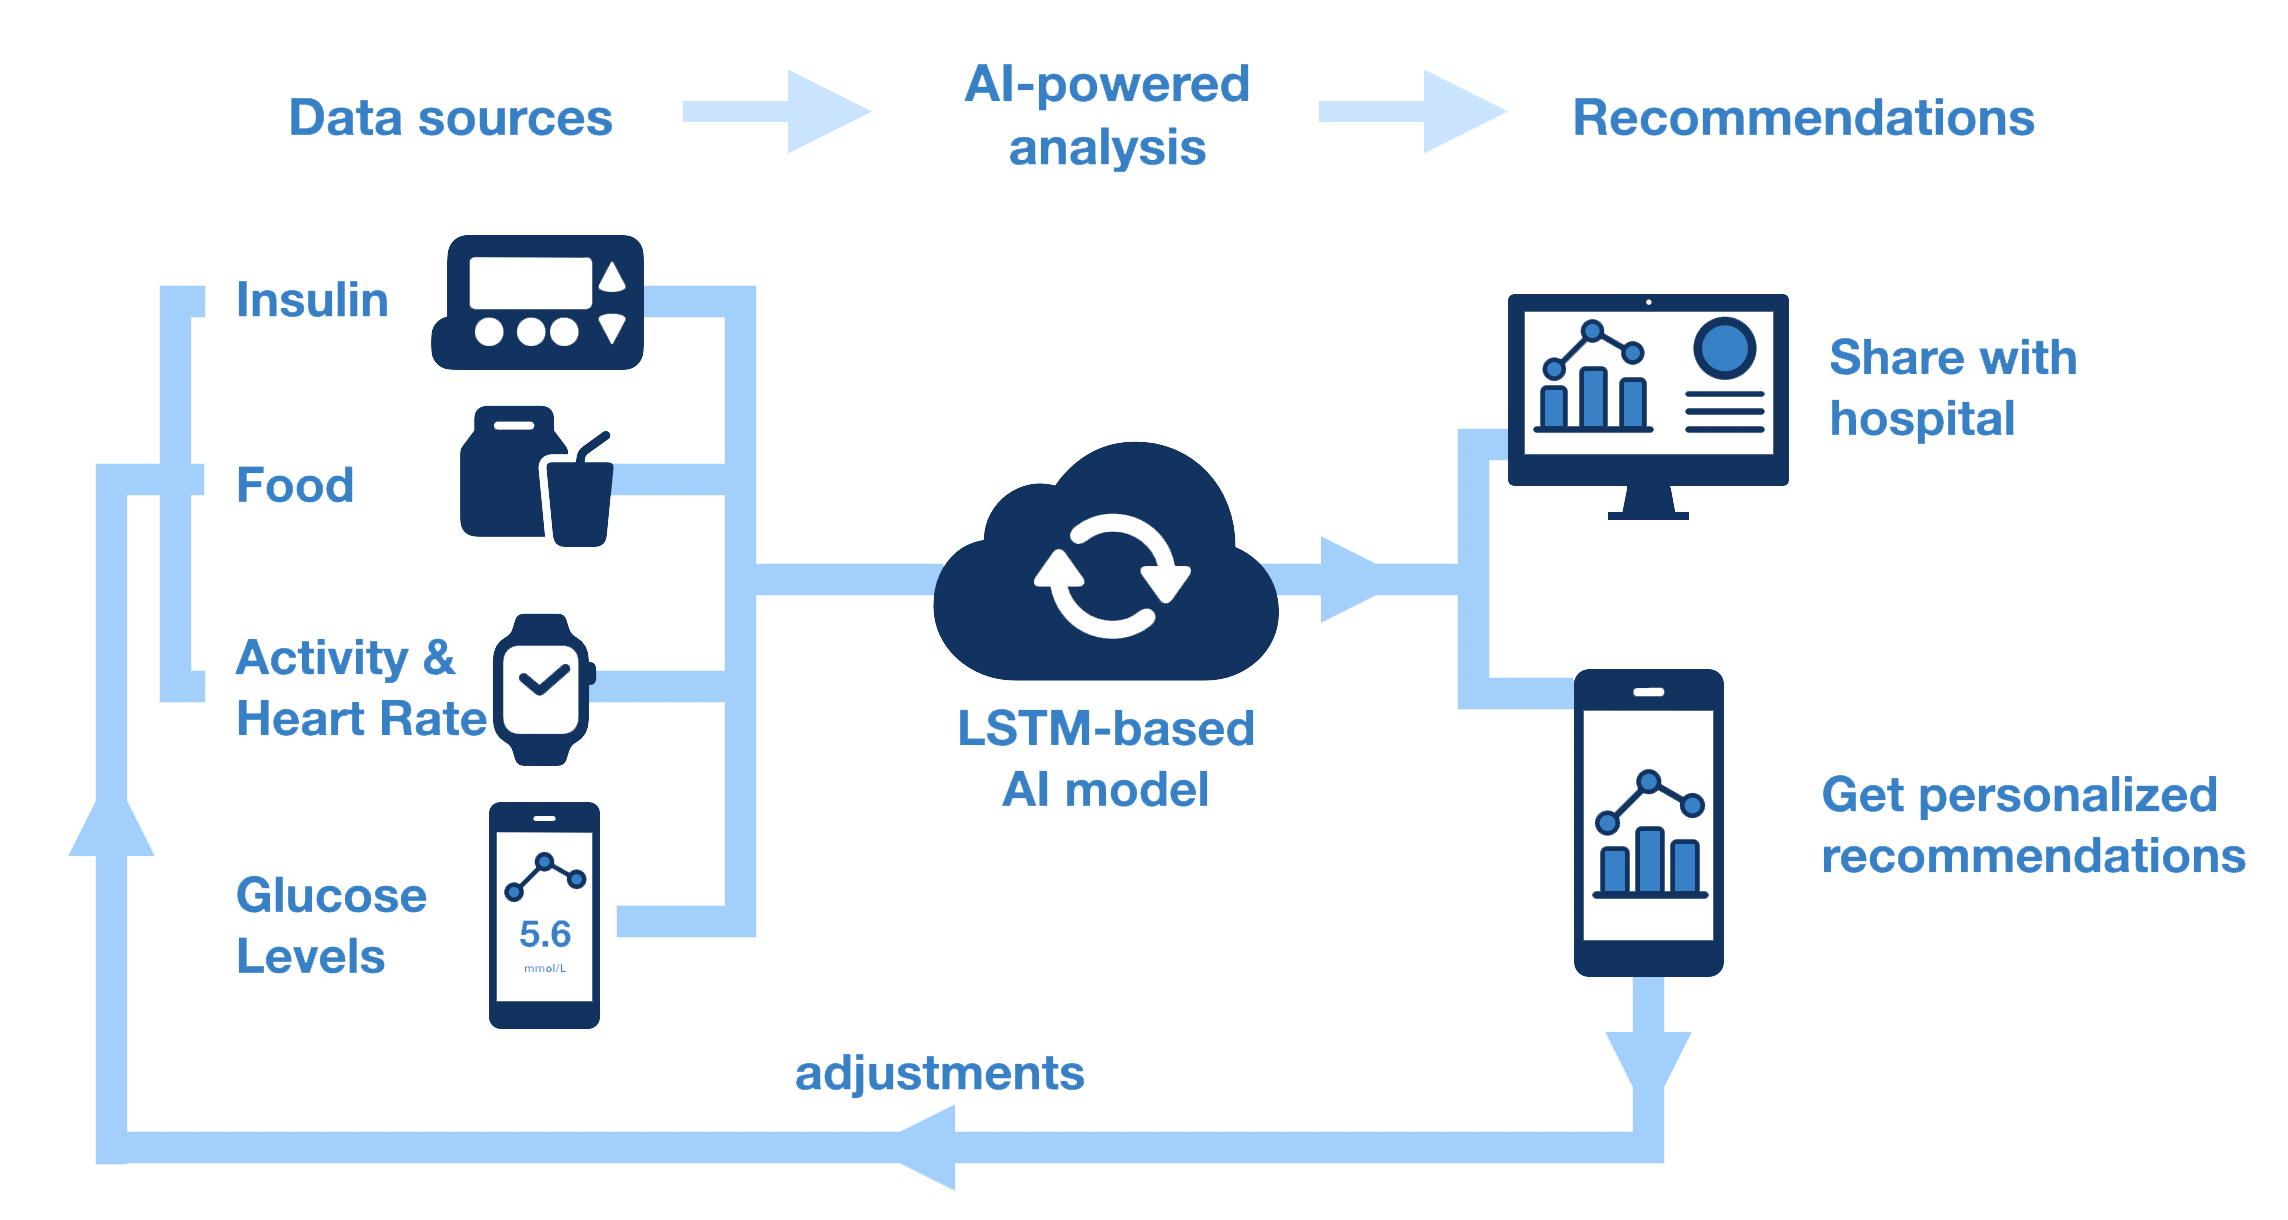 Data sources
AI-powered
analysis
Recommendations
Insulin
Food
Activity &
Heart Rate
Glucose
Levels
5.6
mmol/L
LSTM-based
AI model
Share with
hospital
Get personalized
recommendations
adjustments